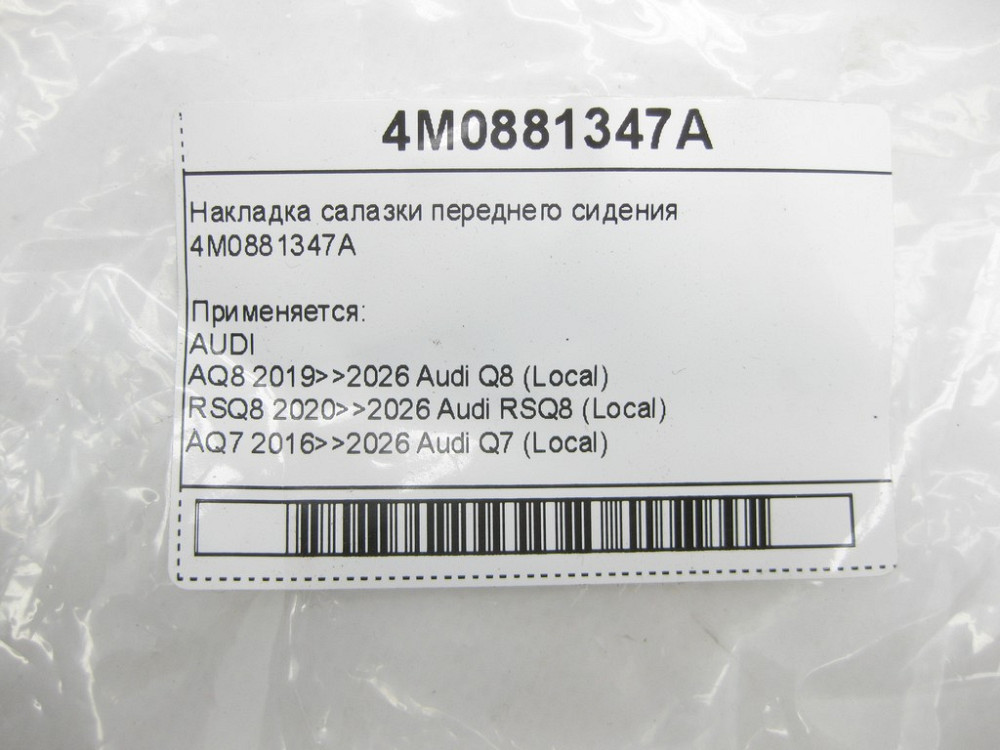 4M0881347A
Накладка салазки переднего сидения
4M0881347A
Применяется:
AUDI
AQ8 2019>>2026 Audi Q8 (Local)
RSQ8 2020>>2026 Audi RSQ8 (Local)
AQ7 2016>>2026 Audi Q7 (Local)